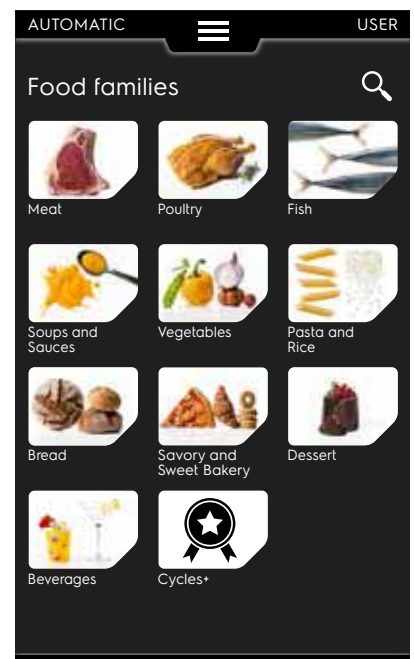 AUTOMATIC
USER
Food families
Meat
Poultry
Fish
Soups and
Sauces
Vegetables
Pasta and
Rice
Bread
Savory and
Sweet Bakery
Dessert
Beverages
Cycles+